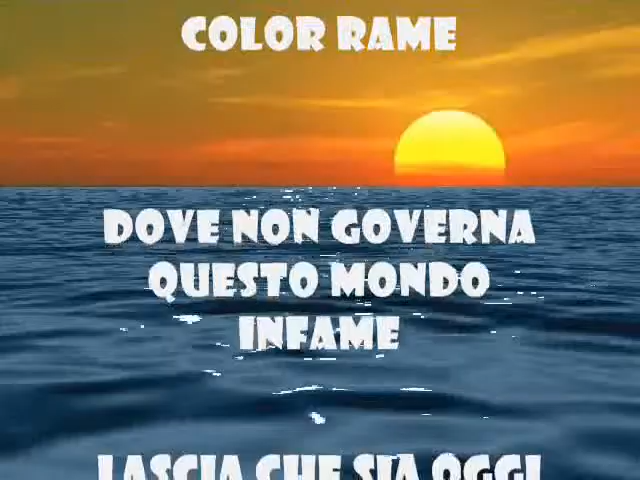 COLOR RAME
DOVE NON GOVERNA
QUESTO MONDO
INFAME
LASCIA CHE SIA OGGI